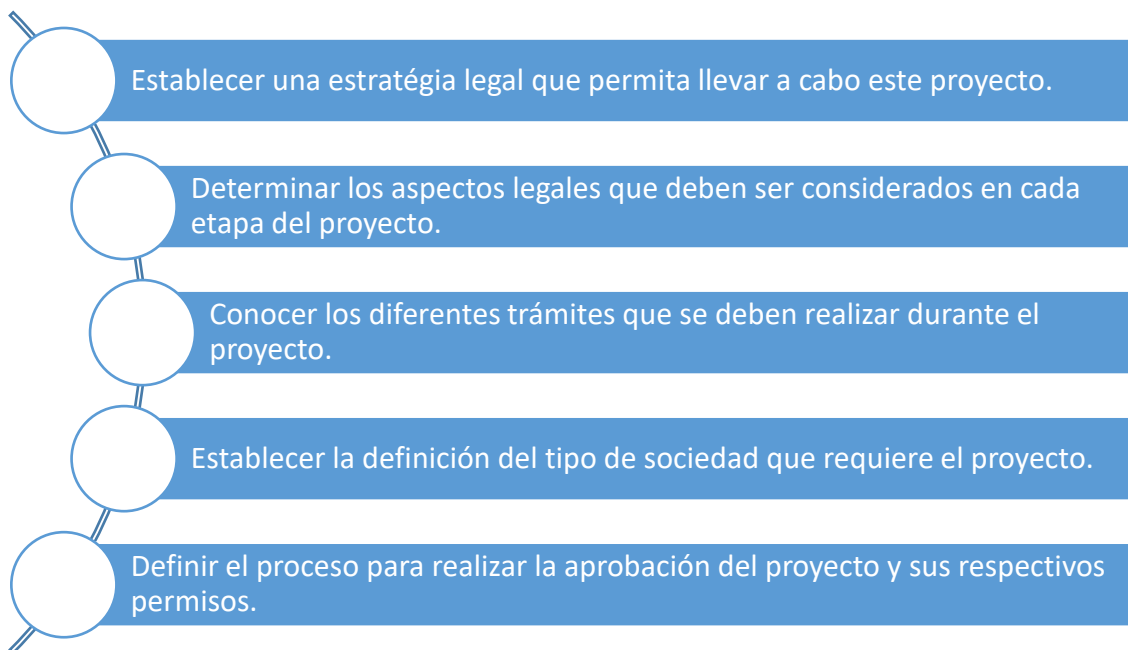 Establecer una estratégia legal que permita llevar a cabo este proyecto.
Determinar los aspectos legales que deben ser considerados en cada
etapa del proyecto.
Conocer los diferentes trámites que se deben realizar durante el
proyecto.
Establecer la definición del tipo de sociedad que requiere el proyecto.
Definir el proceso para realizar la aprobación del proyecto y sus respectivos
permisos.